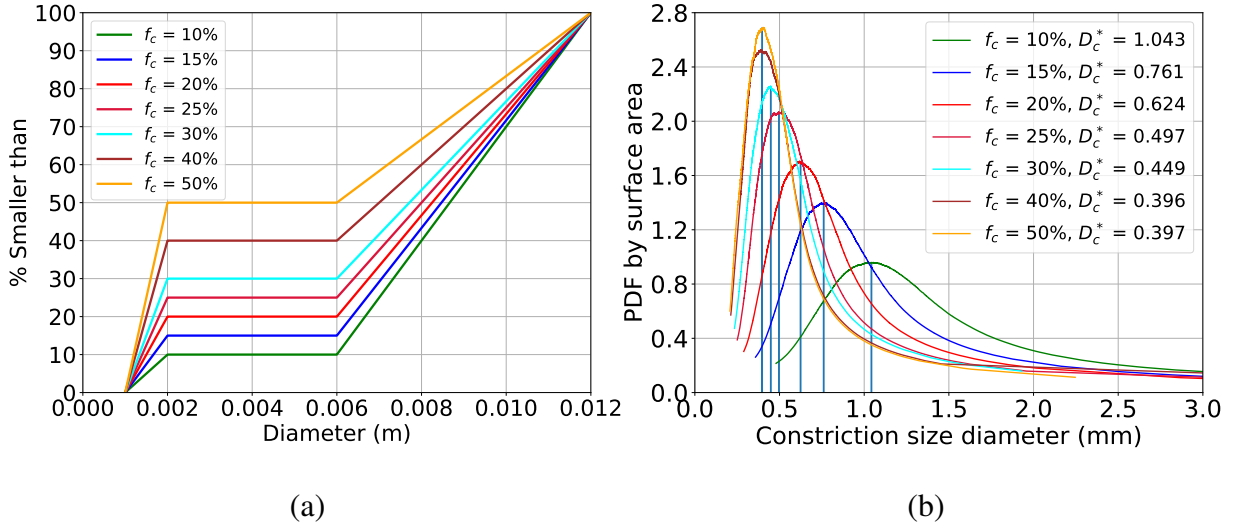 100
90
80
70
60
50
40
30
20
10
0
% Smaller than
f_c = 10%
f_c = 15%
f_c = 20%
f_c = 25%
f_c = 30%
f_c = 40%
f_c = 50%
0.000 0.002 0.004 0.006 0.008 0.010 0.012
Diameter (m)
(a)
2.8
2.4
2.0
1.6
1.2
0.8
0.4
0.0
PDF by surface area
f_c = 10%, D_c^* = 1.043
f_c = 15%, D_c^* = 0.761
f_c = 20%, D_c^* = 0.624
f_c = 25%, D_c^* = 0.497
f_c = 30%, D_c^* = 0.449
f_c = 40%, D_c^* = 0.396
f_c = 50%, D_c^* = 0.397
0.0 0.5 1.0 1.5 2.0 2.5 3.0
Constriction size diameter (mm)
(b)